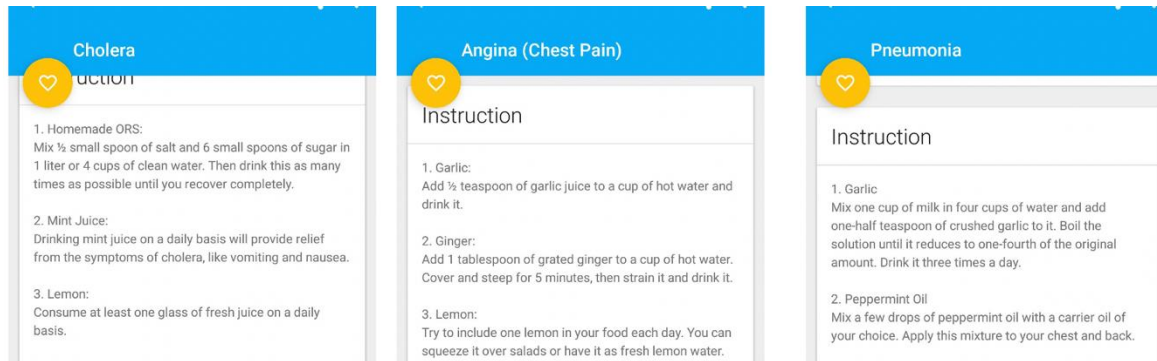 Cholera
Instruction
1. Homemade ORS:
Mix ½ small spoon of salt and 6 small spoons of sugar in
1 liter or 4 cups of clean water. Then drink this as many
times as possible until you recover completely.
2. Mint Juice:
Drinking mint juice on a daily basis will provide relief
from the symptoms of cholera, like vomiting and nausea.
3. Lemon:
Consume at least one glass of fresh juice on a daily
basis.
Angina (Chest Pain)
Instruction
1. Garlic:
Add ½ teaspoon of garlic juice to a cup of hot water and
drink it.
2. Ginger:
Add 1 tablespoon of grated ginger to a cup of hot water.
Cover and steep for 5 minutes, then strain it and drink it.
3. Lemon:
Try to include one lemon in your food each day. You can
squeeze it over salads or have it as fresh lemon water.
Pneumonia
Instruction
1. Garlic
Mix one cup of milk in four cups of water and add
one-half teaspoon of crushed garlic to it. Boil the
solution until it reduces to one-fourth of the original
amount. Drink it three times a day.
2. Peppermint Oil
Mix a few drops of peppermint oil with a carrier oil of
your choice. Apply this mixture to your chest and back.